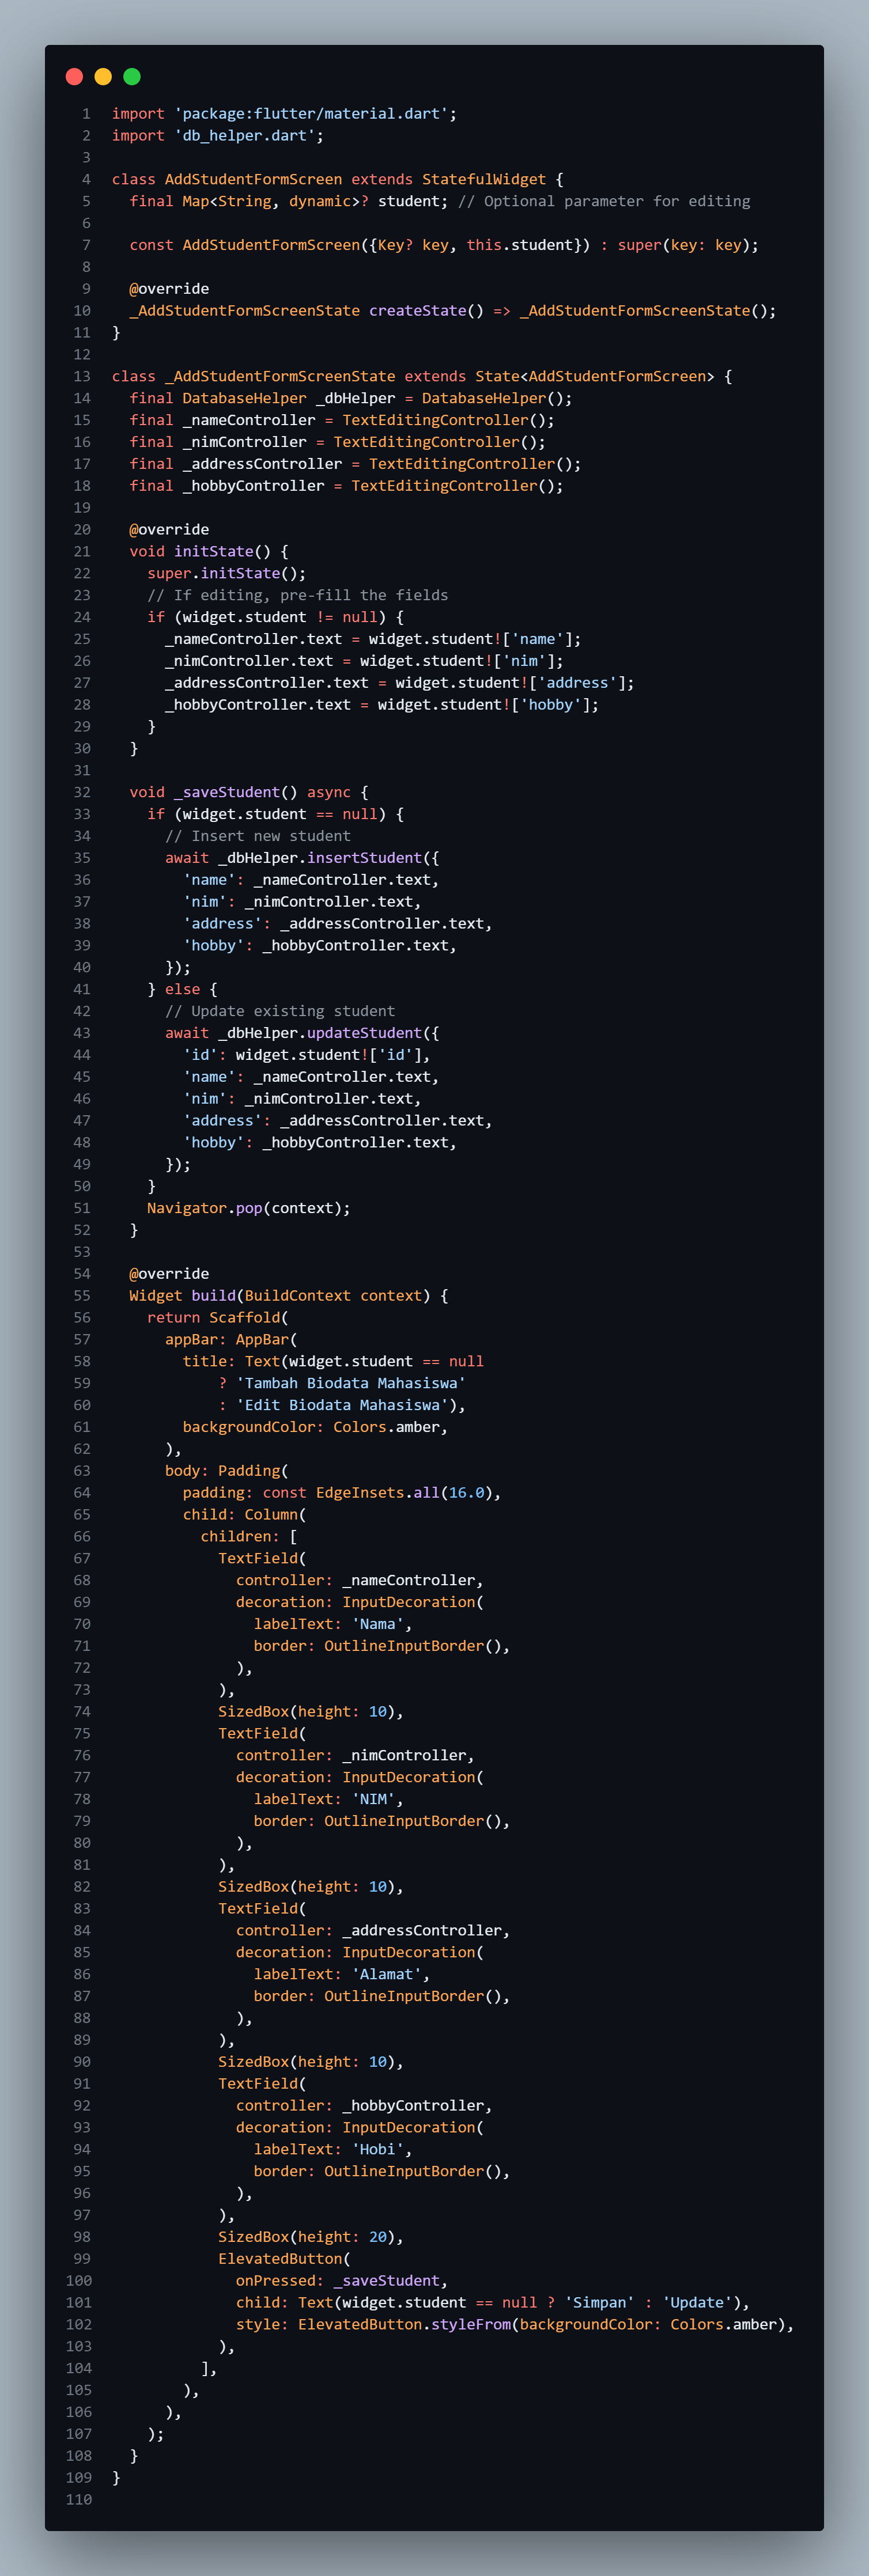 1 import 'package:flutter/material.dart';
2 import 'db_helper.dart';
3
4 class AddStudentFormScreen extends StatefulWidget {
5   final Map<String, dynamic>? student; // Optional parameter for editing
6
7   const AddStudentFormScreen({Key? key, this.student}) : super(key: key);
8
9   @override
10   _AddStudentFormScreenState createState() => _AddStudentFormScreenState();
11 }
12
13 class _AddStudentFormScreenState extends State<AddStudentFormScreen> {
14   final DatabaseHelper _dbHelper = DatabaseHelper();
15   final _nameController = TextEditingController();
16   final _nimController = TextEditingController();
17   final _addressController = TextEditingController();
18   final _hobbyController = TextEditingController();
19
20   @override
21   void initState() {
22     super.initState();
23     // If editing, pre-fill the fields
24     if (widget.student != null) {
25       _nameController.text = widget.student!['name'];
26       _nimController.text = widget.student!['nim'];
27       _addressController.text = widget.student!['address'];
28       _hobbyController.text = widget.student!['hobby'];
29     }
30   }
31
32   void _saveStudent() async {
33     if (widget.student == null) {
34       // Insert new student
35       await _dbHelper.insertStudent({
36         'name': _nameController.text,
37         'nim': _nimController.text,
38         'address': _addressController.text,
39         'hobby': _hobbyController.text,
40       });
41     } else {
42       // Update existing student
43       await _dbHelper.updateStudent({
44         'id': widget.student!['id'],
45         'name': _nameController.text,
46         'nim': _nimController.text,
47         'address': _addressController.text,
48         'hobby': _hobbyController.text,
49       });
50     }
51     Navigator.pop(context);
52   }
53
54   @override
55   Widget build(BuildContext context) {
56     return Scaffold(
57       appBar: AppBar(
58         title: Text(widget.student == null
59             ? 'Tambah Biodata Mahasiswa'
60             : 'Edit Biodata Mahasiswa'),
61         backgroundColor: Colors.amber,
62       ),
63       body: Padding(
64         padding: const EdgeInsets.all(16.0),
65         child: Column(
66           children: [
67             TextField(
68               controller: _nameController,
69               decoration: InputDecoration(
70                 labelText: 'Nama',
71                 border: OutlineInputBorder(),
72               ),
73             ),
74             SizedBox(height: 10),
75             TextField(
76               controller: _nimController,
77               decoration: InputDecoration(
78                 labelText: 'NIM',
79                 border: OutlineInputBorder(),
80               ),
81             ),
82             SizedBox(height: 10),
83             TextField(
84               controller: _addressController,
85               decoration: InputDecoration(
86                 labelText: 'Alamat',
87                 border: OutlineInputBorder(),
88               ),
89             ),
90             SizedBox(height: 10),
91             TextField(
92               controller: _hobbyController,
93               decoration: InputDecoration(
94                 labelText: 'Hobi',
95                 border: OutlineInputBorder(),
96               ),
97             ),
98             SizedBox(height: 20),
99             ElevatedButton(
100               onPressed: _saveStudent,
101               child: Text(widget.student == null ? 'Simpan' : 'Update'),
102               style: ElevatedButton.styleFrom(backgroundColor: Colors.amber),
103             ),
104           ],
105         ),
106       ),
107     );
108   }
109 }
110